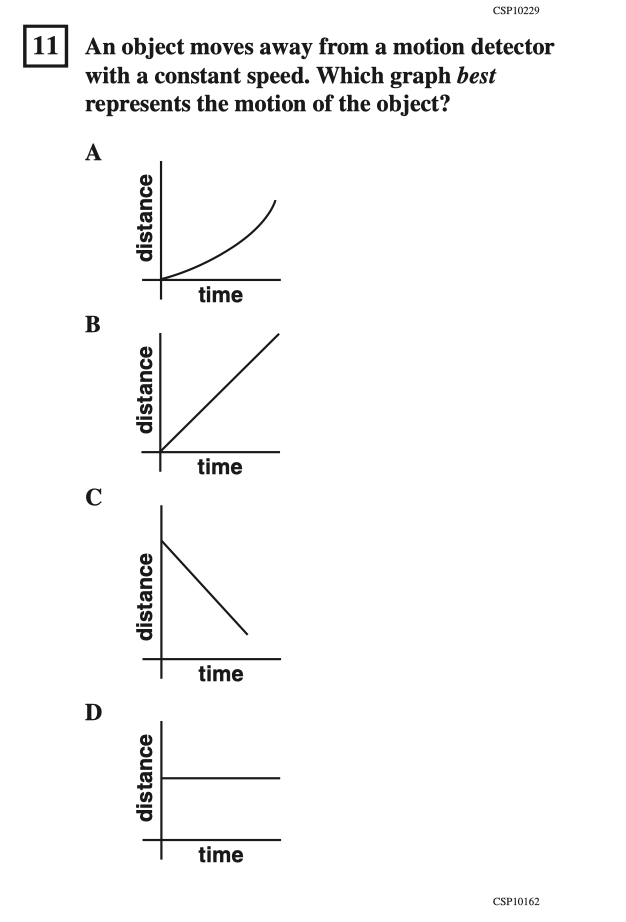 CSP10229
11 An object moves away from a motion detector
with a constant speed. Which graph best
represents the motion of the object?
A
distance
time
B
distance
time
C
distance
time
D
distance
time
CSP10162